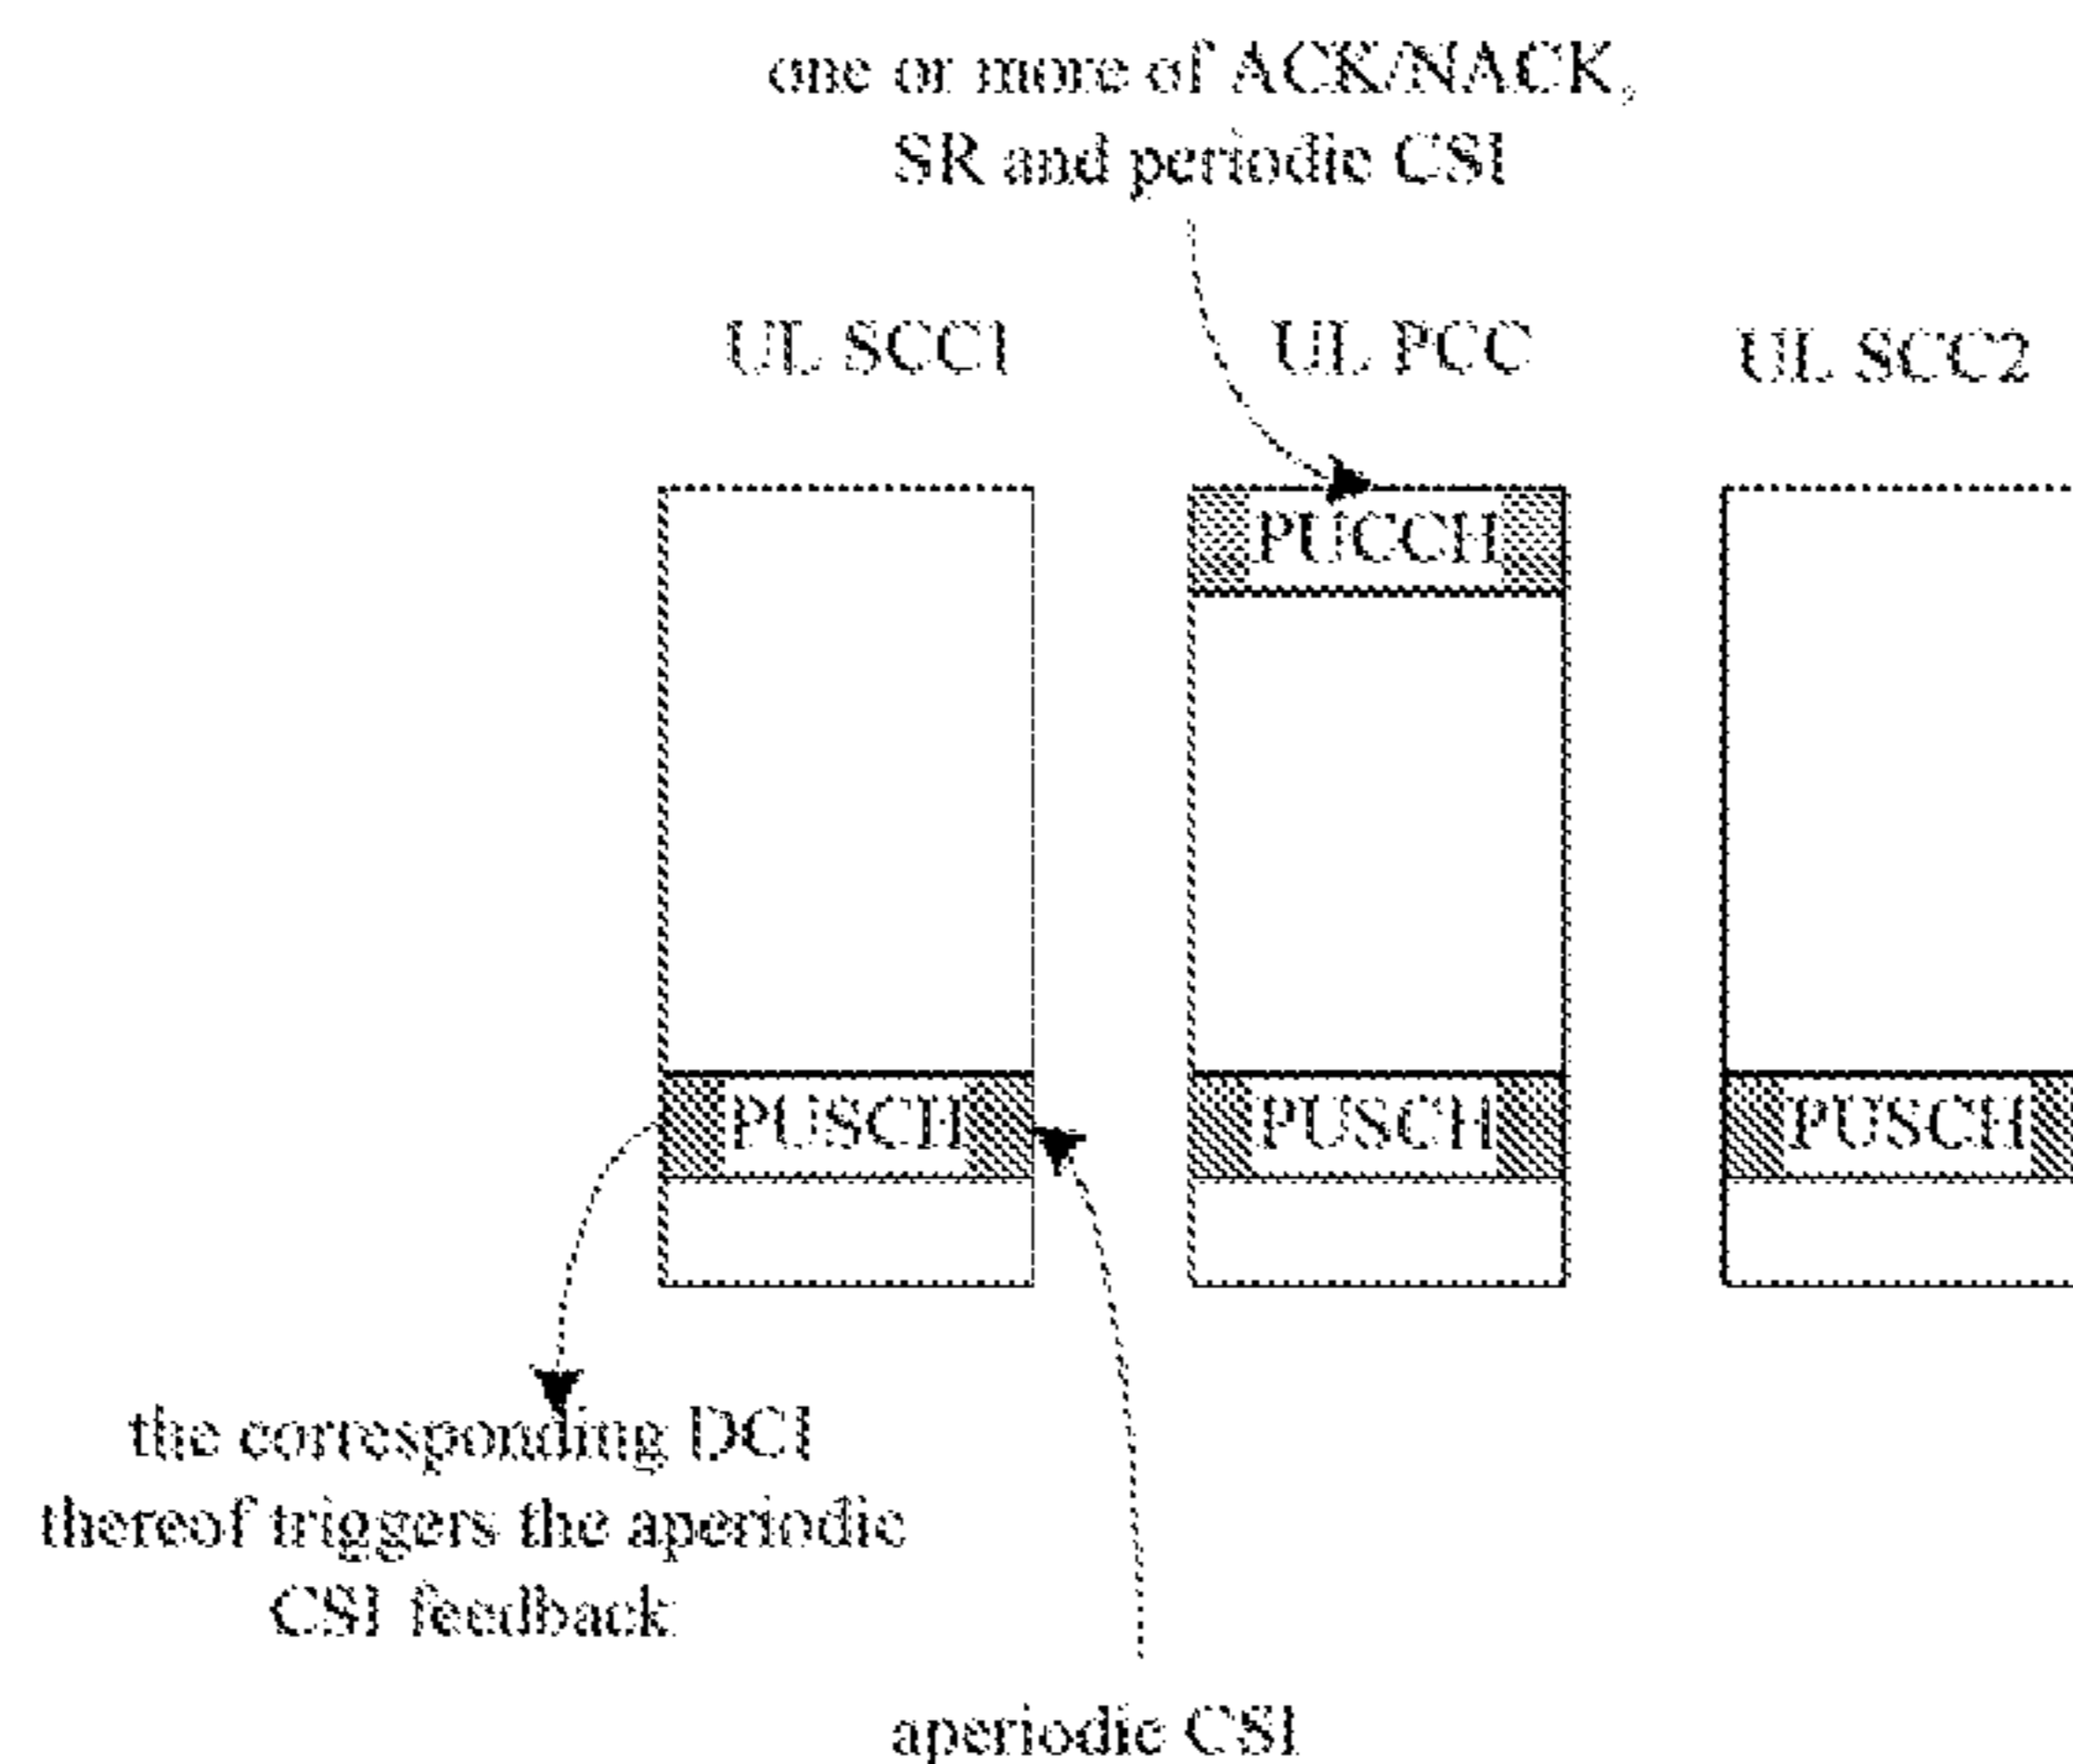 one or more of ACK/NACK,
SR and periodic CSI
UL SCC1
UL PCC
UL SCC2
PUCCH
PUSCH
PUSCH
PUSCH
the corresponding DCI
thereof triggers the aperiodic
CSI feedback
aperiodic CSI